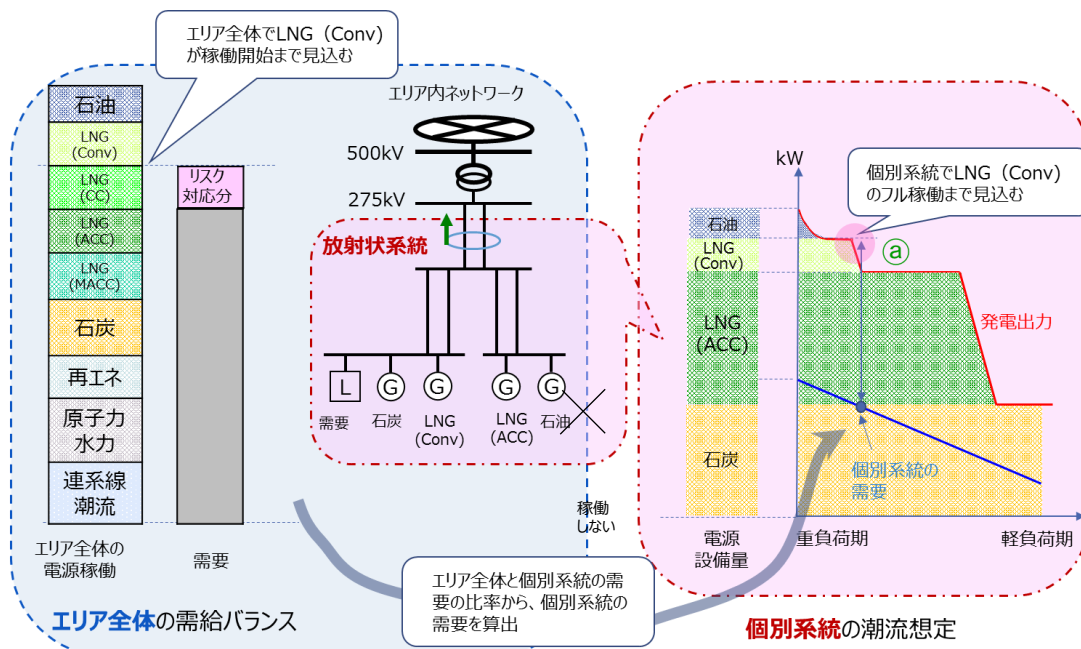 エリア全体でLNG（Conv）
が稼働開始まで見込む
石油
LNG
(Conv)
LNG
(CC)
LNG
(ACC)
LNG
(MACC)
石炭
再エネ
原子力
水力
連系線
潮流
エリア全体の
電源稼働
リスク
対応分
需要
エリア全体の需給バランス
エリア内ネットワーク
500kV
275kV
放射状系統
L
G
G
G
G
需要
石炭
LNG
(Conv)
LNG
(ACC)
石油
稼働
しない
エリア全体と個別系統の需
要の比率から、個別系統の
需要を算出
kW
個別系統でLNG（Conv）
のフル稼働まで見込む
石油
LNG
(Conv)
ⓐ
LNG
(ACC)
発電出力
石炭
個別系統の
需要
電源
設備量
重負荷期
軽負荷期
個別系統の潮流想定